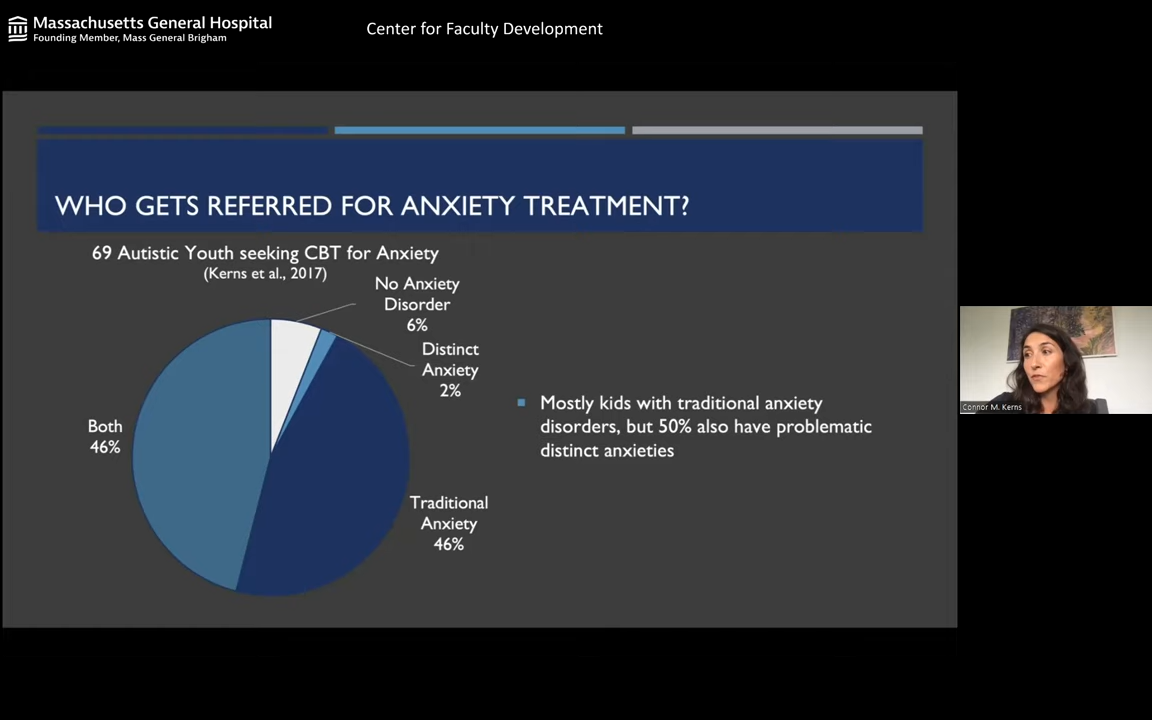 Massachusetts General Hospital
Founding Member, Mass General Brigham
Center for Faculty Development
WHO GETS REFERRED FOR ANXIETY TREATMENT?
69 Autistic Youth seeking CBT for Anxiety
(Kerns et al., 2017)
No Anxiety
Disorder
6%
Distinct
Anxiety
2%
Both
46%
Traditional
Anxiety
46%
Mostly kids with traditional anxiety
disorders, but 50% also have problematic
distinct anxieties
Connor M. Kerns